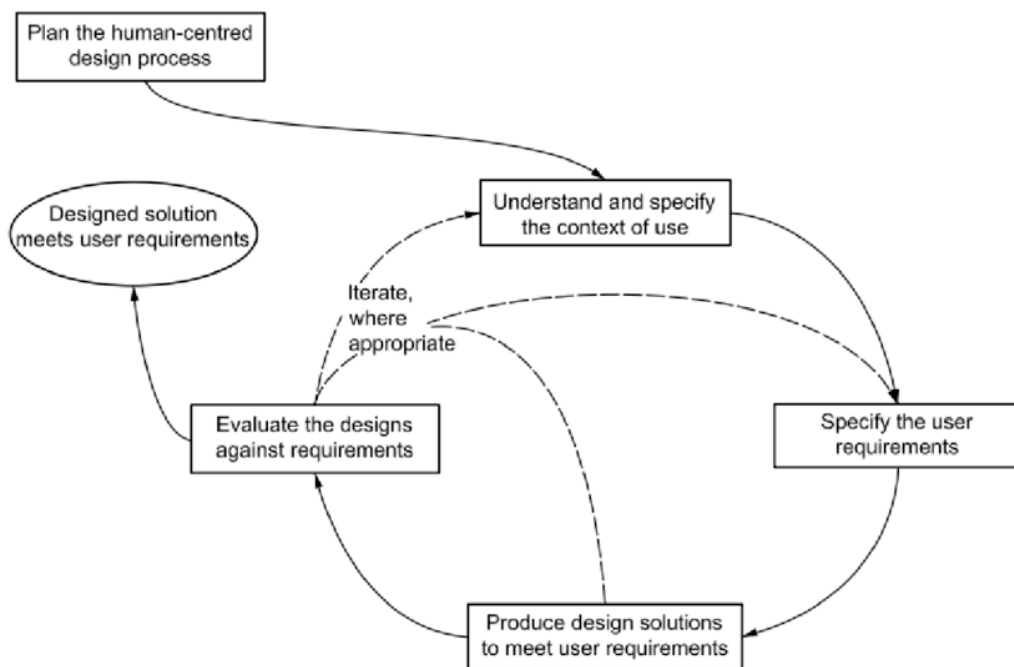 Plan the human-centred
design process
Understand and specify
the context of use
Designed solution
meets user requirements
Iterate,
where
appropriate
Specify the user
requirements
Evaluate the designs
against requirements
Produce design solutions
to meet user requirements